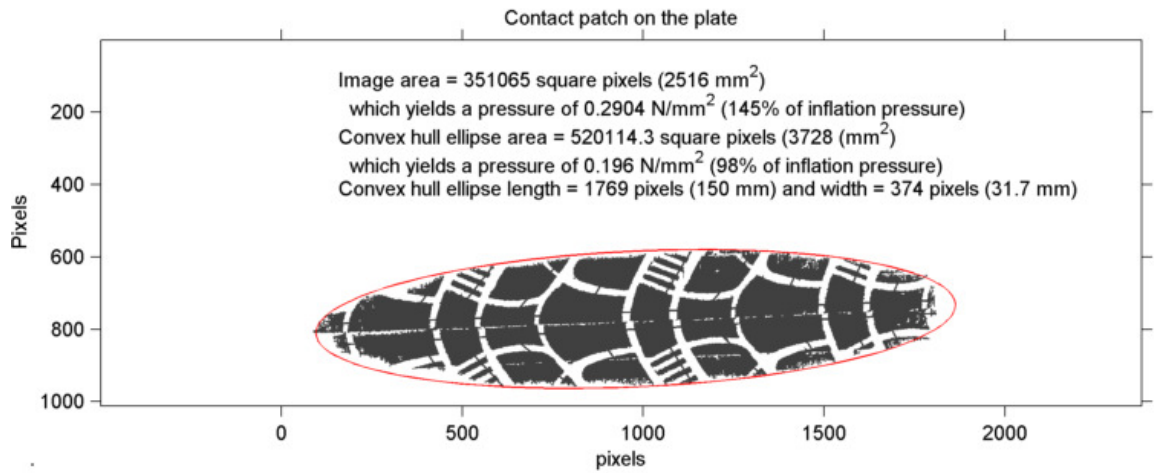 Contact patch on the plate
Image area = 351065 square pixels (2516 mm²)
which yields a pressure of 0.2904 N/mm² (145% of inflation pressure)
Convex hull ellipse area = 520114.3 square pixels (3728 (mm²)
which yields a pressure of 0.196 N/mm² (98% of inflation pressure)
Convex hull ellipse length = 1769 pixels (150 mm) and width = 374 pixels (31.7 mm)
Pixels
200
400
600
800
1000
0 500 1000 1500 2000
pixels